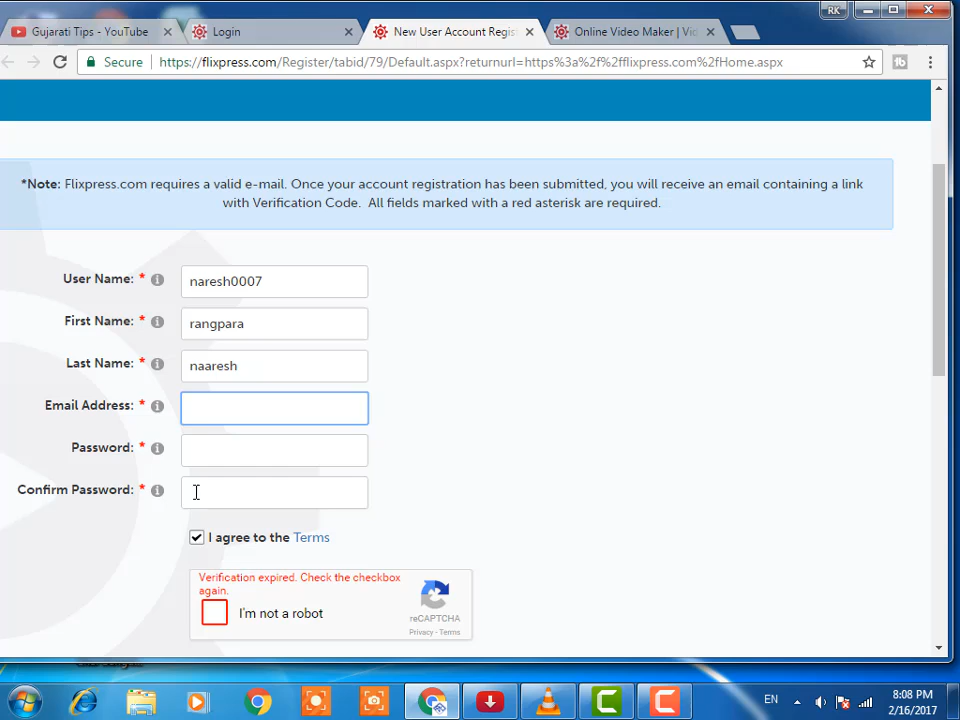 RK
Gujarati Tips - YouTube
Login
New User Account Regis
Online Video Maker | Vid
Secure
https://flixpress.com/Register/tabid/79/Default.aspx?returnurl=https%3a%2f%2fflixpress.com%2fHome.aspx
*Note: Flixpress.com requires a valid e-mail. Once your account registration has been submitted, you will receive an email containing a link
with Verification Code. All fields marked with a red asterisk are required.
User Name: * naresh0007
First Name: * rangpara
Last Name: * naaresh
Email Address: *
Password: *
Confirm Password: *
I agree to the Terms
Verification expired. Check the checkbox
again.
I'm not a robot
reCAPTCHA
Privacy - Terms
EN
8:08 PM
2/16/2017